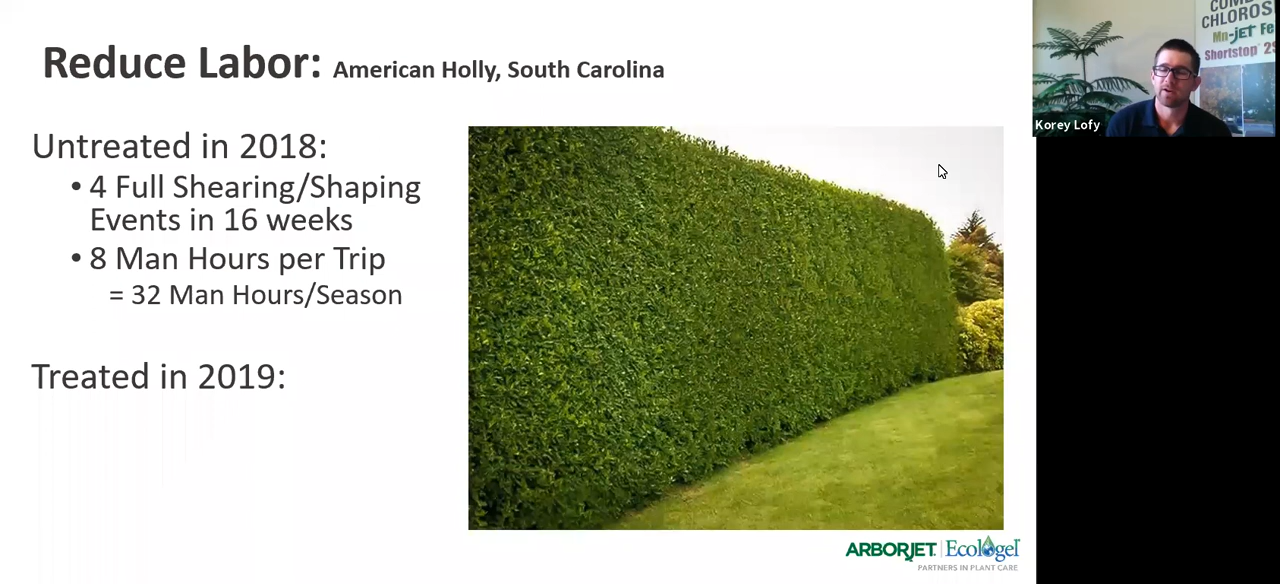 Reduce Labor: American Holly, South Carolina
Untreated in 2018:
• 4 Full Shearing/Shaping
Events in 16 weeks
• 8 Man Hours per Trip
= 32 Man Hours/Season
Treated in 2019:
ARBORJET | Ecologel
PARTNERS IN PLANT CARE
CHLOROS
Mn-jET Fe
Shortstop
Korey Lofy